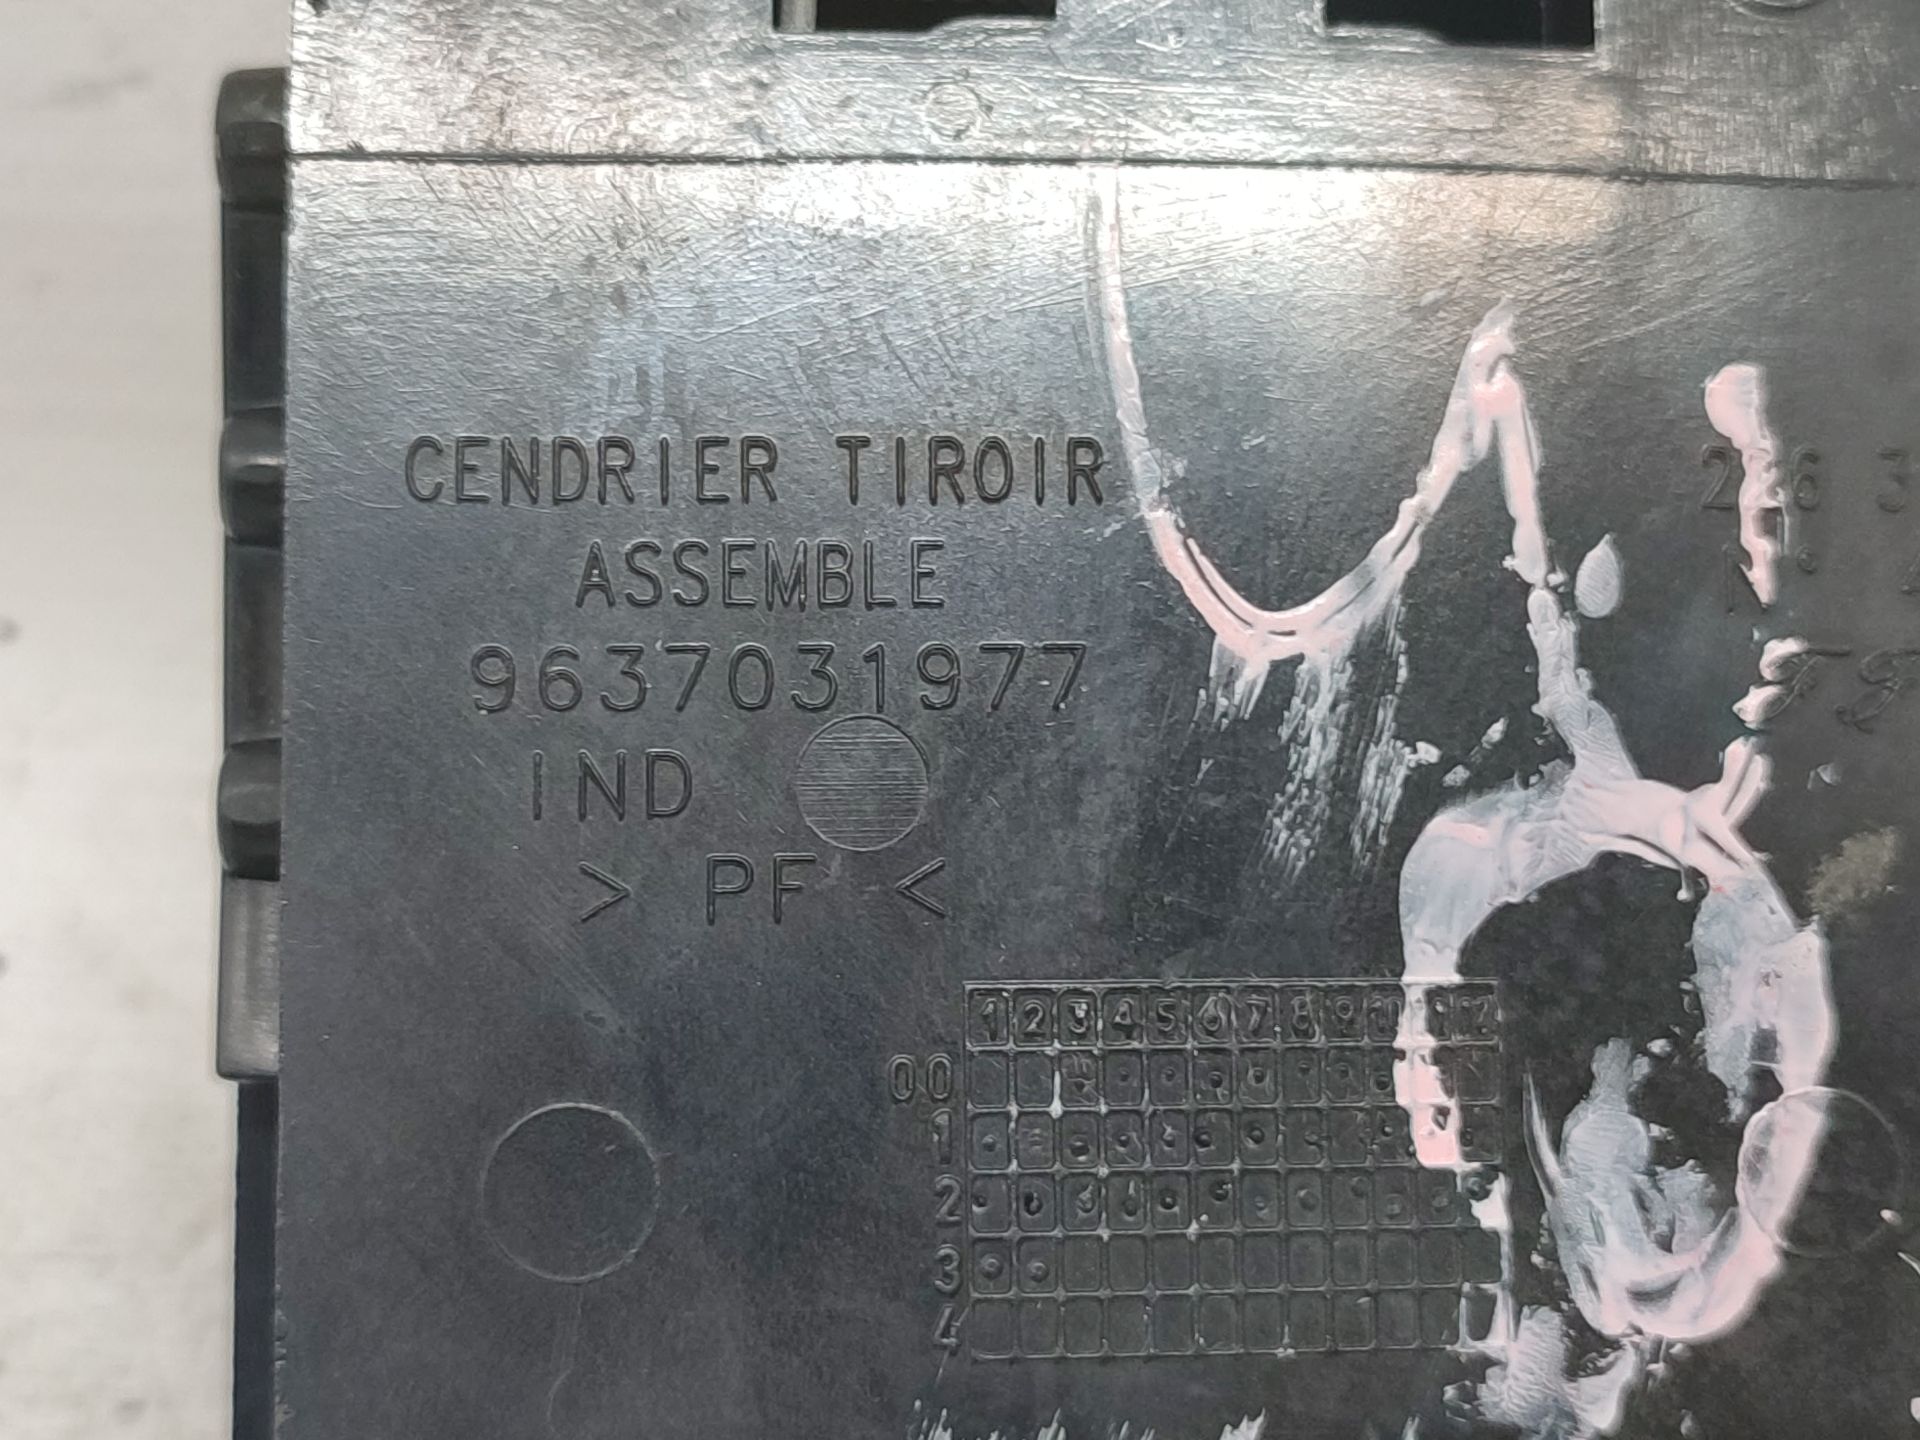 CENDRIER TIROIR
ASSEMBLE
9637031977
IND
> PF <
1 2 3 4 5 6 7 8 9 10 11 12
00
1
2
3
4